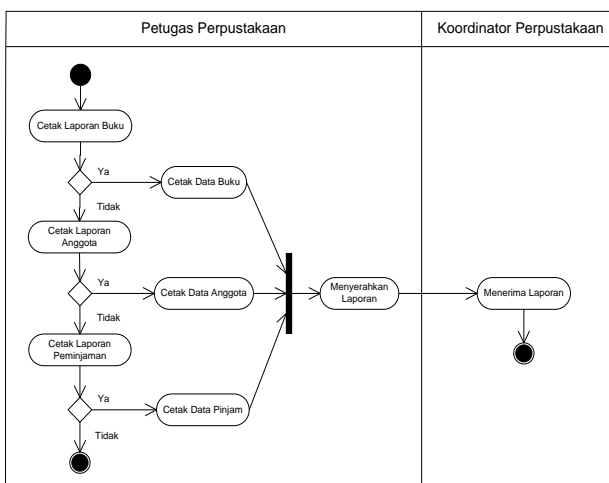 Petugas Perpustakaan
Koordinator Perpustakaan
Cetak Laporan Buku
Ya
Cetak Data Buku
Tidak
Cetak Laporan
Anggota
Ya
Cetak Data Anggota
Menyerahkan
Laporan
Menerima Laporan
Tidak
Cetak Laporan
Peminjaman
Ya
Cetak Data Pinjam
Tidak